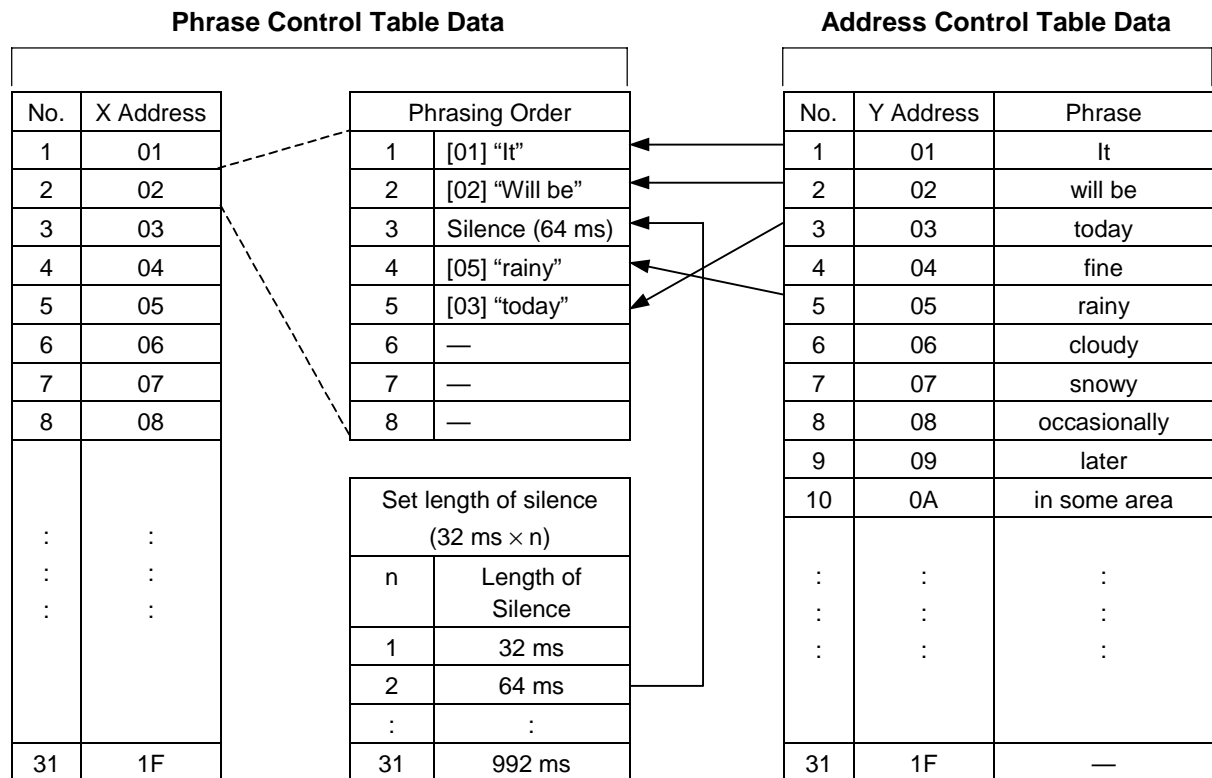 Phrase Control Table Data
Address Control Table Data
No. X Address
1 01
2 02
3 03
4 04
5 05
6 06
7 07
8 08
: :
: :
: :
31 1F
Phrasing Order
1 [01] “It”
2 [02] “Will be”
3 Silence (64 ms)
4 [05] “rainy”
5 [03] “today”
6 —
7 —
8 —
Set length of silence
(32 ms × n)
n Length of
Silence
1 32 ms
2 64 ms
: :
31 992 ms
No. Y Address Phrase
1 01 It
2 02 will be
3 03 today
4 04 fine
5 05 rainy
6 06 cloudy
7 07 snowy
8 08 occasionally
9 09 later
10 0A in some area
: : :
: : :
: : :
31 1F —